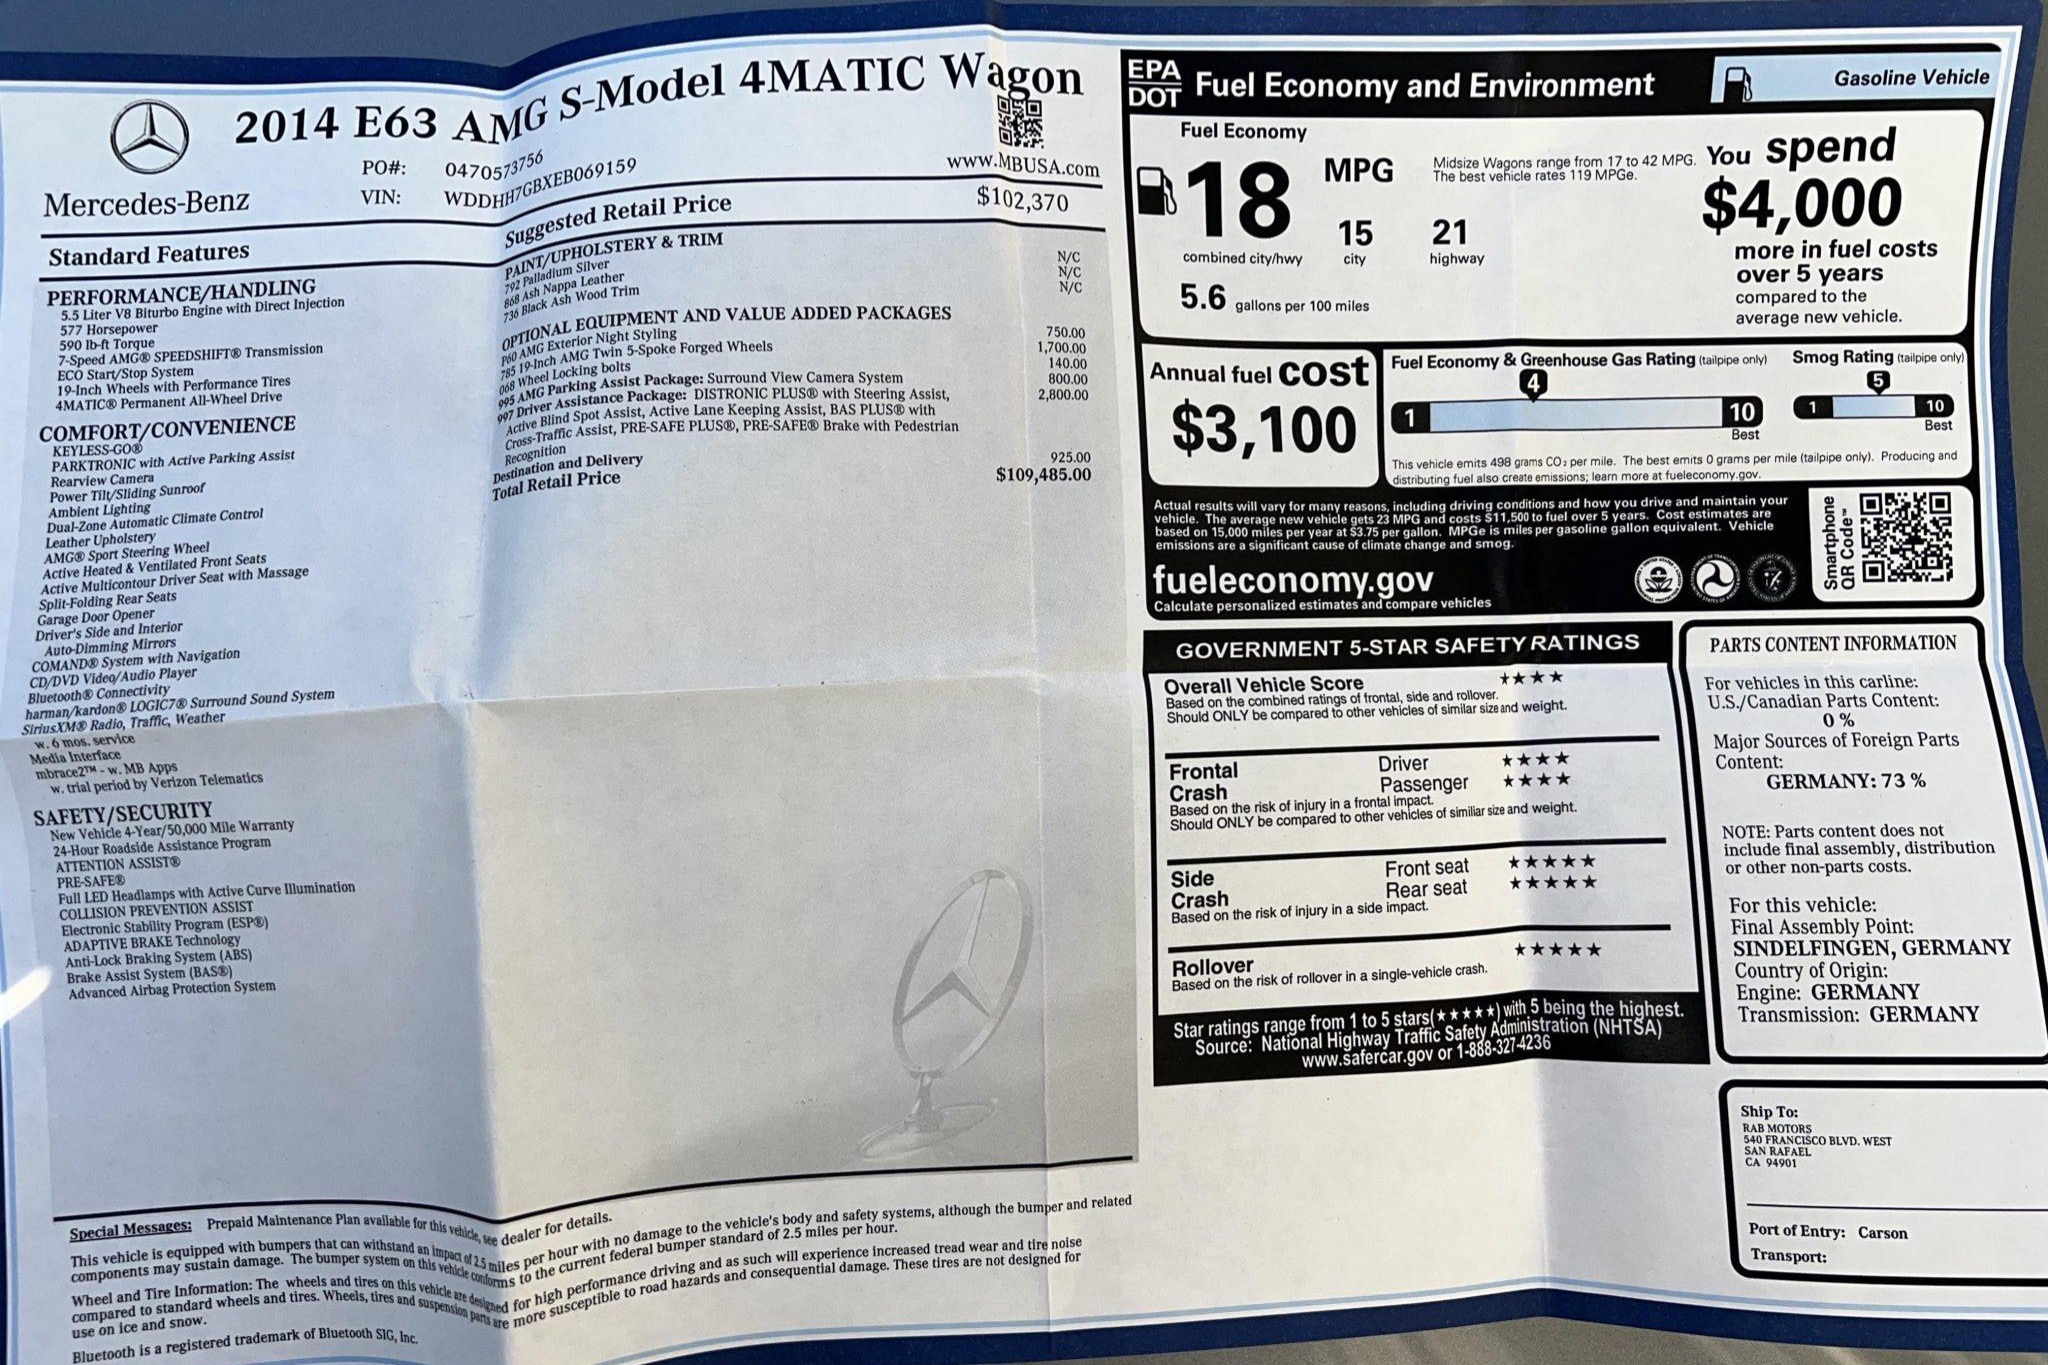 2014 E63 AMG S-Model 4MATIC Wagon
Mercedes-Benz
PO#: 0470573756
VIN: WDDHH7GBXEB069159
www.MBUSA.com
Standard Features
PERFORMANCE/HANDLING
5.5 Liter V8 Biturbo Engine with Direct Injection
577 Horsepower
590 lb-ft Torque
7-Speed AMG® SPEEDSHIFT® Transmission
ECO Start/Stop System
19-Inch Wheels with Performance Tires
4MATIC® Permanent All-Wheel Drive
COMFORT/CONVENIENCE
KEYLESS-GO®
PARKTRONIC with Active Parking Assist
Rearview Camera
Power Tilt/Sliding Sunroof
Ambient Lighting
Dual-Zone Automatic Climate Control
Leather Upholstery
AMG® Sport Steering Wheel
Active Heated & Ventilated Front Seats
Active Multicontour Driver Seat with Massage
Split-Folding Rear Seats
Garage Door Opener
Driver's Side and Interior
Auto-Dimming Mirrors
COMAND® System with Navigation
CD/DVD Video/Audio Player
Bluetooth® Connectivity
harman/kardon® LOGIC7® Surround Sound System
SiriusXM® Radio, Traffic, Weather
w. 6 mos. service
Media Interface
mbrace2™ - w. MB Apps
w. trial period by Verizon Telematics
SAFETY/SECURITY
New Vehicle 4-Year/50,000 Mile Warranty
24-Hour Roadside Assistance Program
ATTENTION ASSIST®
PRE-SAFE®
Full LED Headlamps with Active Curve Illumination
COLLISION PREVENTION ASSIST
Electronic Stability Program (ESP®)
ADAPTIVE BRAKE Technology
Anti-Lock Braking System (ABS)
Brake Assist System (BAS®)
Advanced Airbag Protection System
Suggested Retail Price $102,370
PAINT/UPHOLSTERY & TRIM
792 Palladium Silver N/C
868 Ash Nappa Leather N/C
736 Black Ash Wood Trim N/C
OPTIONAL EQUIPMENT AND VALUE ADDED PACKAGES
P60 AMG Exterior Night Styling 750.00
785 19-Inch AMG Twin 5-Spoke Forged Wheels 1,700.00
068 Wheel Locking bolts 140.00
995 AMG Parking Assist Package: Surround View Camera System 800.00
997 Driver Assistance Package: DISTRONIC PLUS® with Steering Assist, 2,800.00
Active Blind Spot Assist, Active Lane Keeping Assist, BAS PLUS® with
Cross-Traffic Assist, PRE-SAFE PLUS®, PRE-SAFE® Brake with Pedestrian
Recognition
Destination and Delivery 925.00
Total Retail Price $109,485.00
Special Messages: Prepaid Maintenance Plan available for this vehicle, see dealer for details.
This vehicle is equipped with bumpers that can withstand an impact of 2.5 miles per hour with no damage to the vehicle's body and safety systems, although the bumper and related
components may sustain damage. The bumper system on this vehicle conforms to the current federal bumper standard of 2.5 miles per hour.
Wheel and Tire Information: The wheels and tires on this vehicle are designed for high performance driving and as such will experience increased tread wear and tire noise
compared to standard wheels and tires. Wheels, tires and suspension parts are more susceptible to road hazards and consequential damage. These tires are not designed for
use on ice and snow.
Bluetooth is a registered trademark of Bluetooth SIG, Inc.
EPA
DOT
Fuel Economy and Environment
Gasoline Vehicle
Fuel Economy
18 MPG
combined city/hwy
15
city
21
highway
5.6 gallons per 100 miles
Midsize Wagons range from 17 to 42 MPG.
The best vehicle rates 119 MPGe.
You spend
$4,000
more in fuel costs
over 5 years
compared to the
average new vehicle.
Annual fuel cost
$3,100
Fuel Economy & Greenhouse Gas Rating (tailpipe only)
4
1 10
Best
Smog Rating (tailpipe only)
5
1 10
Best
This vehicle emits 498 grams CO2 per mile. The best emits 0 grams per mile (tailpipe only). Producing and
distributing fuel also create emissions; learn more at fueleconomy.gov.
Actual results will vary for many reasons, including driving conditions and how you drive and maintain your
vehicle. The average new vehicle gets 23 MPG and costs $11,500 to fuel over 5 years. Cost estimates are
based on 15,000 miles per year at $3.75 per gallon. MPGe is miles per gasoline gallon equivalent. Vehicle
emissions are a significant cause of climate change and smog.
fueleconomy.gov
Calculate personalized estimates and compare vehicles
Smartphone
QR Code™
GOVERNMENT 5-STAR SAFETY RATINGS
Overall Vehicle Score ★★★★
Based on the combined ratings of frontal, side and rollover.
Should ONLY be compared to other vehicles of similar size and weight.
Frontal Driver ★★★★
Crash Passenger ★★★★
Based on the risk of injury in a frontal impact.
Should ONLY be compared to other vehicles of similiar size and weight.
Side Front seat ★★★★★
Crash Rear seat ★★★★★
Based on the risk of injury in a side impact.
Rollover ★★★★★
Based on the risk of rollover in a single-vehicle crash.
Star ratings range from 1 to 5 stars(★★★★★) with 5 being the highest.
Source: National Highway Traffic Safety Administration (NHTSA)
www.safercar.gov or 1-888-327-4236
PARTS CONTENT INFORMATION
For vehicles in this carline:
U.S./Canadian Parts Content:
0 %
Major Sources of Foreign Parts
Content:
GERMANY: 73 %
NOTE: Parts content does not
include final assembly, distribution
or other non-parts costs.
For this vehicle:
Final Assembly Point:
SINDELFINGEN, GERMANY
Country of Origin:
Engine: GERMANY
Transmission: GERMANY
Ship To:
RAB MOTORS
540 FRANCISCO BLVD. WEST
SAN RAFAEL
CA 94901
Port of Entry: Carson
Transport: